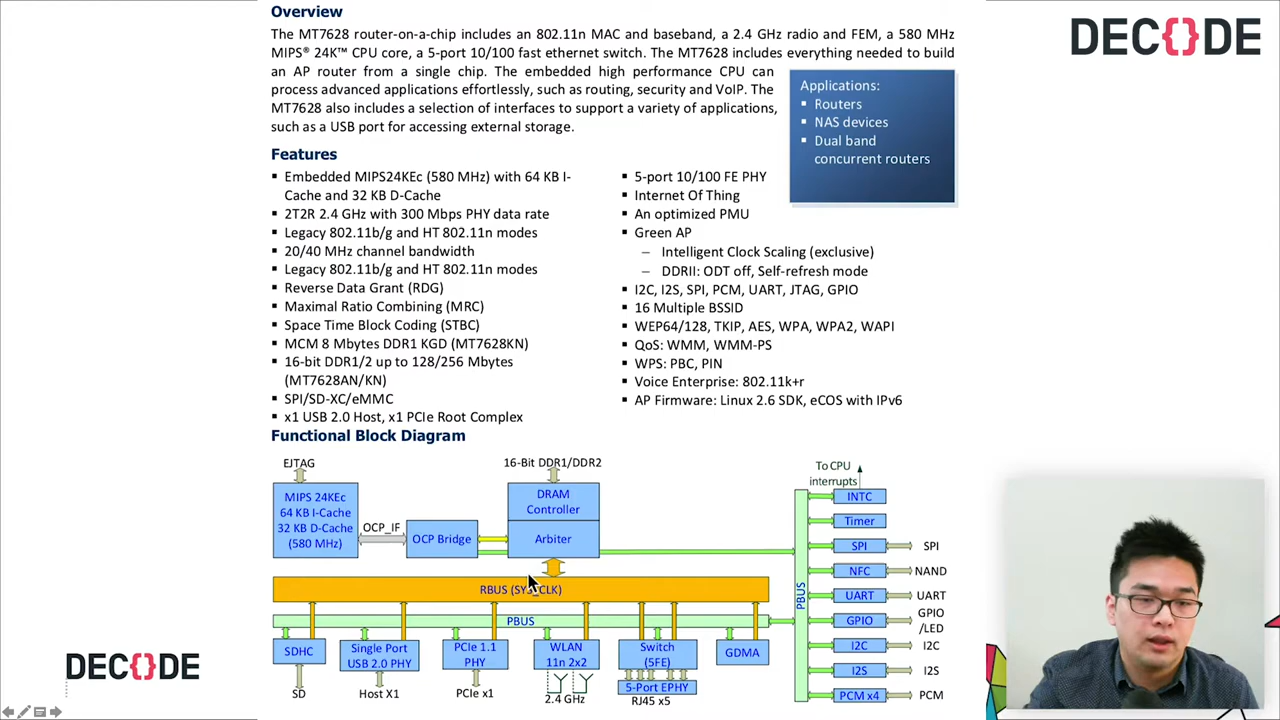 DEC{}DE
Overview
The MT7628 router-on-a-chip includes an 802.11n MAC and baseband, a 2.4 GHz radio and FEM, a 580 MHz
MIPS® 24K™ CPU core, a 5-port 10/100 fast ethernet switch. The MT7628 includes everything needed to build
an AP router from a single chip. The embedded high performance CPU can
process advanced applications effortlessly, such as routing, security and VoIP. The
MT7628 also includes a selection of interfaces to support a variety of applications,
such as a USB port for accessing external storage.
Applications:
▪ Routers
▪ NAS devices
▪ Dual band
concurrent routers
Features
▪ Embedded MIPS24KEc (580 MHz) with 64 KB I-
Cache and 32 KB D-Cache
▪ 2T2R 2.4 GHz with 300 Mbps PHY data rate
▪ Legacy 802.11b/g and HT 802.11n modes
▪ 20/40 MHz channel bandwidth
▪ Legacy 802.11b/g and HT 802.11n modes
▪ Reverse Data Grant (RDG)
▪ Maximal Ratio Combining (MRC)
▪ Space Time Block Coding (STBC)
▪ MCM 8 Mbytes DDR1 KGD (MT7628KN)
▪ 16-bit DDR1/2 up to 128/256 Mbytes
(MT7628AN/KN)
▪ SPI/SD-XC/eMMC
▪ x1 USB 2.0 Host, x1 PCIe Root Complex
▪ 5-port 10/100 FE PHY
▪ Internet Of Thing
▪ An optimized PMU
▪ Green AP
– Intelligent Clock Scaling (exclusive)
– DDRII: ODT off, Self-refresh mode
▪ I2C, I2S, SPI, PCM, UART, JTAG, GPIO
▪ 16 Multiple BSSID
▪ WEP64/128, TKIP, AES, WPA, WPA2, WAPI
▪ QoS: WMM, WMM-PS
▪ WPS: PBC, PIN
▪ Voice Enterprise: 802.11k+r
▪ AP Firmware: Linux 2.6 SDK, eCOS with IPv6
Functional Block Diagram
EJTAG
MIPS 24KEc
64 KB I-Cache
32 KB D-Cache
(580 MHz)
OCP_IF
OCP Bridge
16-Bit DDR1/DDR2
DRAM
Controller
Arbiter
RBUS (SYS_CLK)
PBUS
SDHC
SD
Single Port
USB 2.0 PHY
Host X1
PCIe 1.1
PHY
PCIe x1
WLAN
11n 2x2
2.4 GHz
Switch
(5FE)
5-Port EPHY
RJ45 x5
GDMA
PBUS
To CPU
interrupts
INTC
Timer
SPI SPI
NFC NAND
UART UART
GPIO GPIO
/LED
I2C I2C
I2S I2S
PCM x4 PCM
DEC{}DE